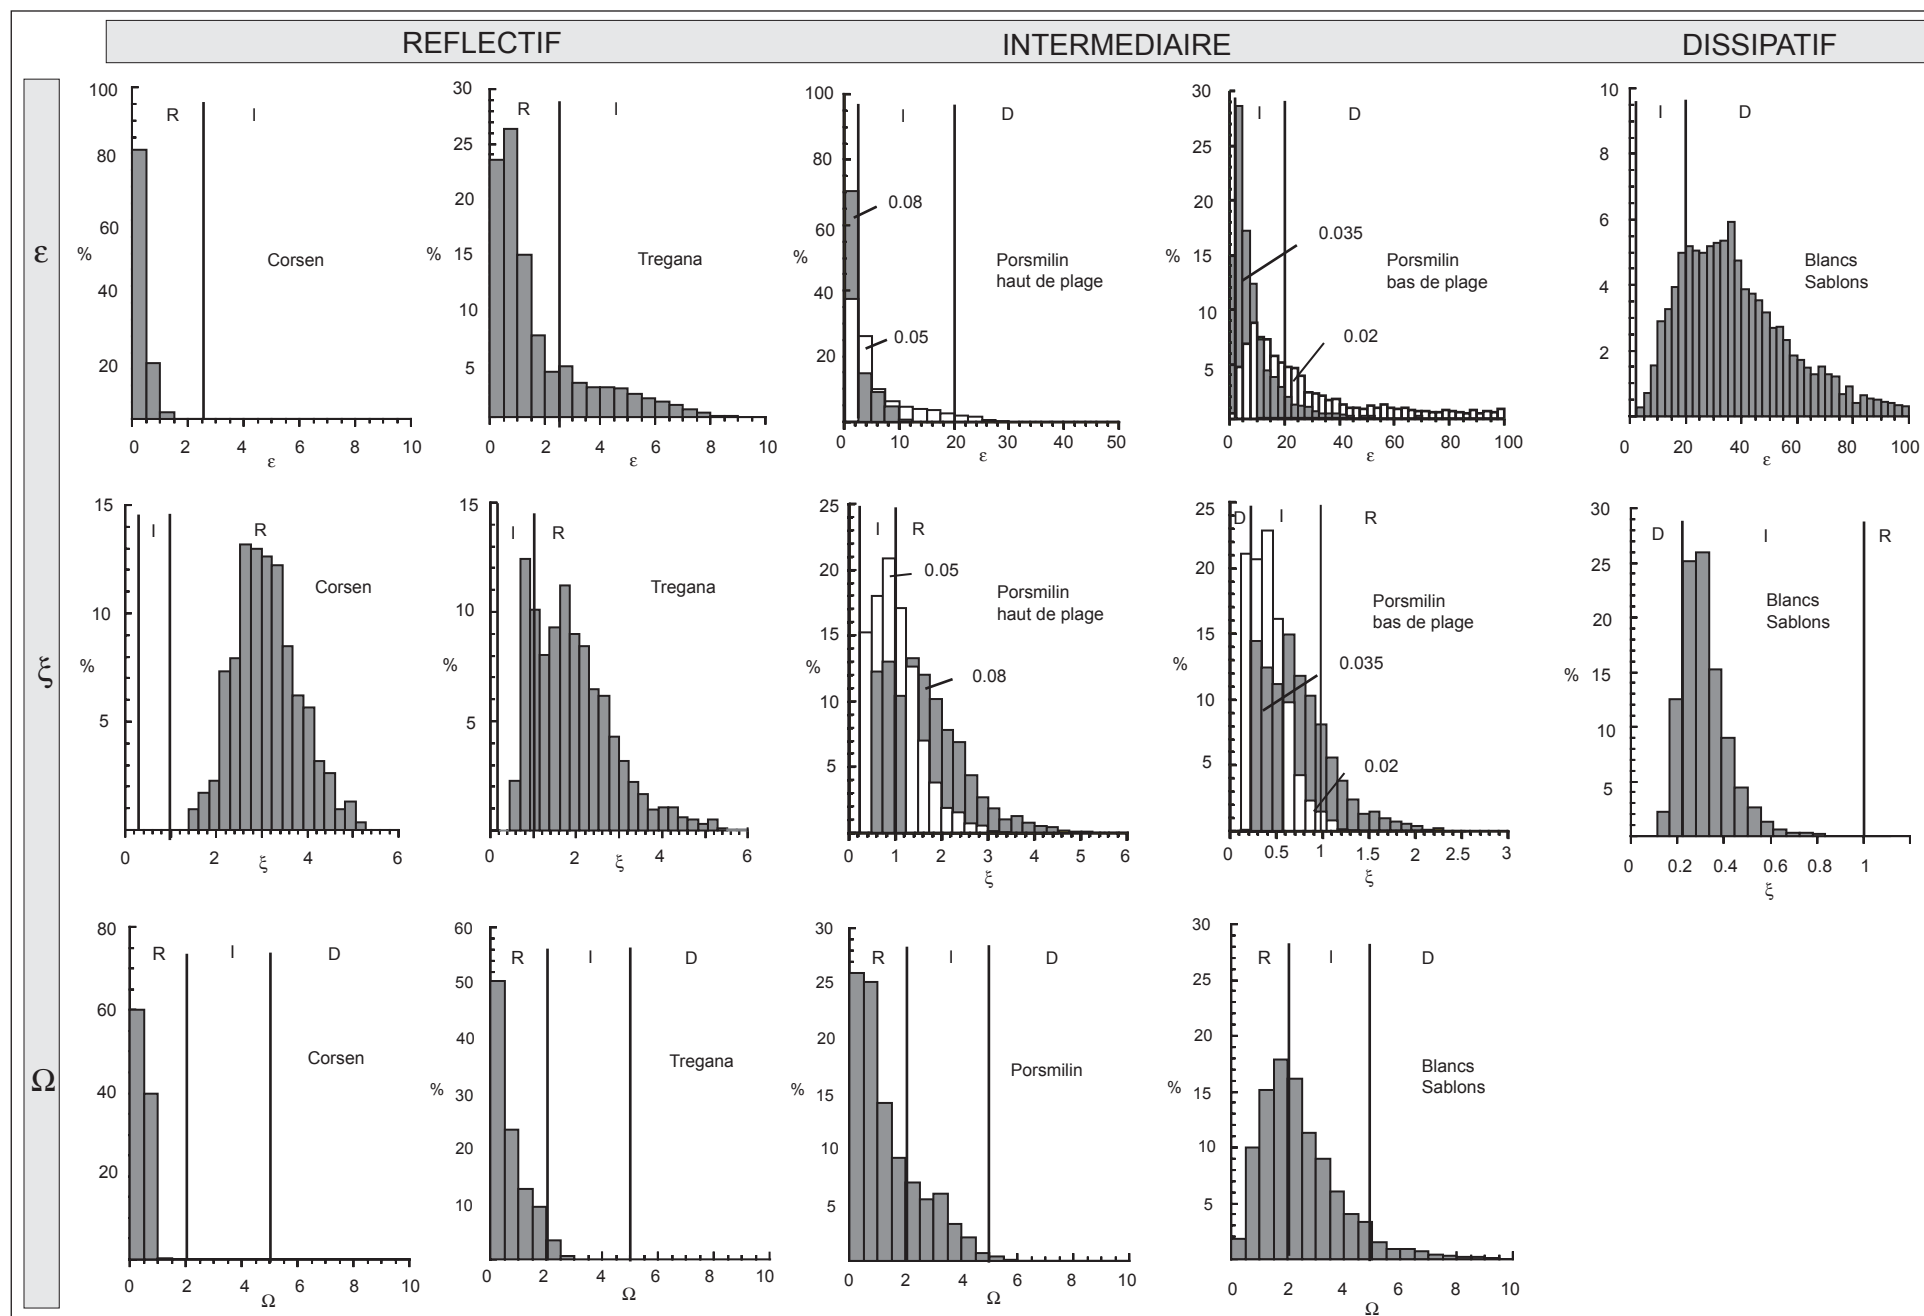 REFLECTIF INTERMEDIAIRE DISSIPATIF
ε
100
80
60
%
40
20
R I
Corsen
0 2 4 6 8 10
ε
30
25
20
%
15
10
5
R I
Tregana
0 2 4 6 8 10
ε
100
80
60
%
40
20
I D
0.08
0.05
Porsmilin
haut de plage
0 10 20 30 40 50
ε
30
25
20
%
15
10
5
I D
0.035
0.02
Porsmilin
bas de plage
0 20 40 60 80 100
ε
10
8
6
%
4
2
I D
Blancs
Sablons
0 20 40 60 80 100
ε
ξ
15
10
%
5
I R
Corsen
0 2 4 6
ξ
15
10
%
5
I R
Tregana
0 2 4 6
ξ
25
20
15
%
10
5
I R
0.05
0.08
Porsmilin
haut de plage
0 1 2 3 4 5 6
ξ
25
20
15
%
10
5
D I R
0.035
0.02
Porsmilin
bas de plage
0 0.5 1 1.5 2 2.5 3
ξ
30
25
20
%
15
10
5
D I R
Blancs
Sablons
0 0.2 0.4 0.6 0.8 1
ξ
Ω
80
60
40
20
R I D
Corsen
0 2 4 6 8 10
Ω
60
50
40
%
30
20
10
R I D
Tregana
0 2 4 6 8 10
Ω
30
25
20
%
15
10
5
R I D
Porsmilin
0 2 4 6 8 10
Ω
30
25
20
%
15
10
5
R I D
Blancs
Sablons
0 2 4 6 8 10
Ω